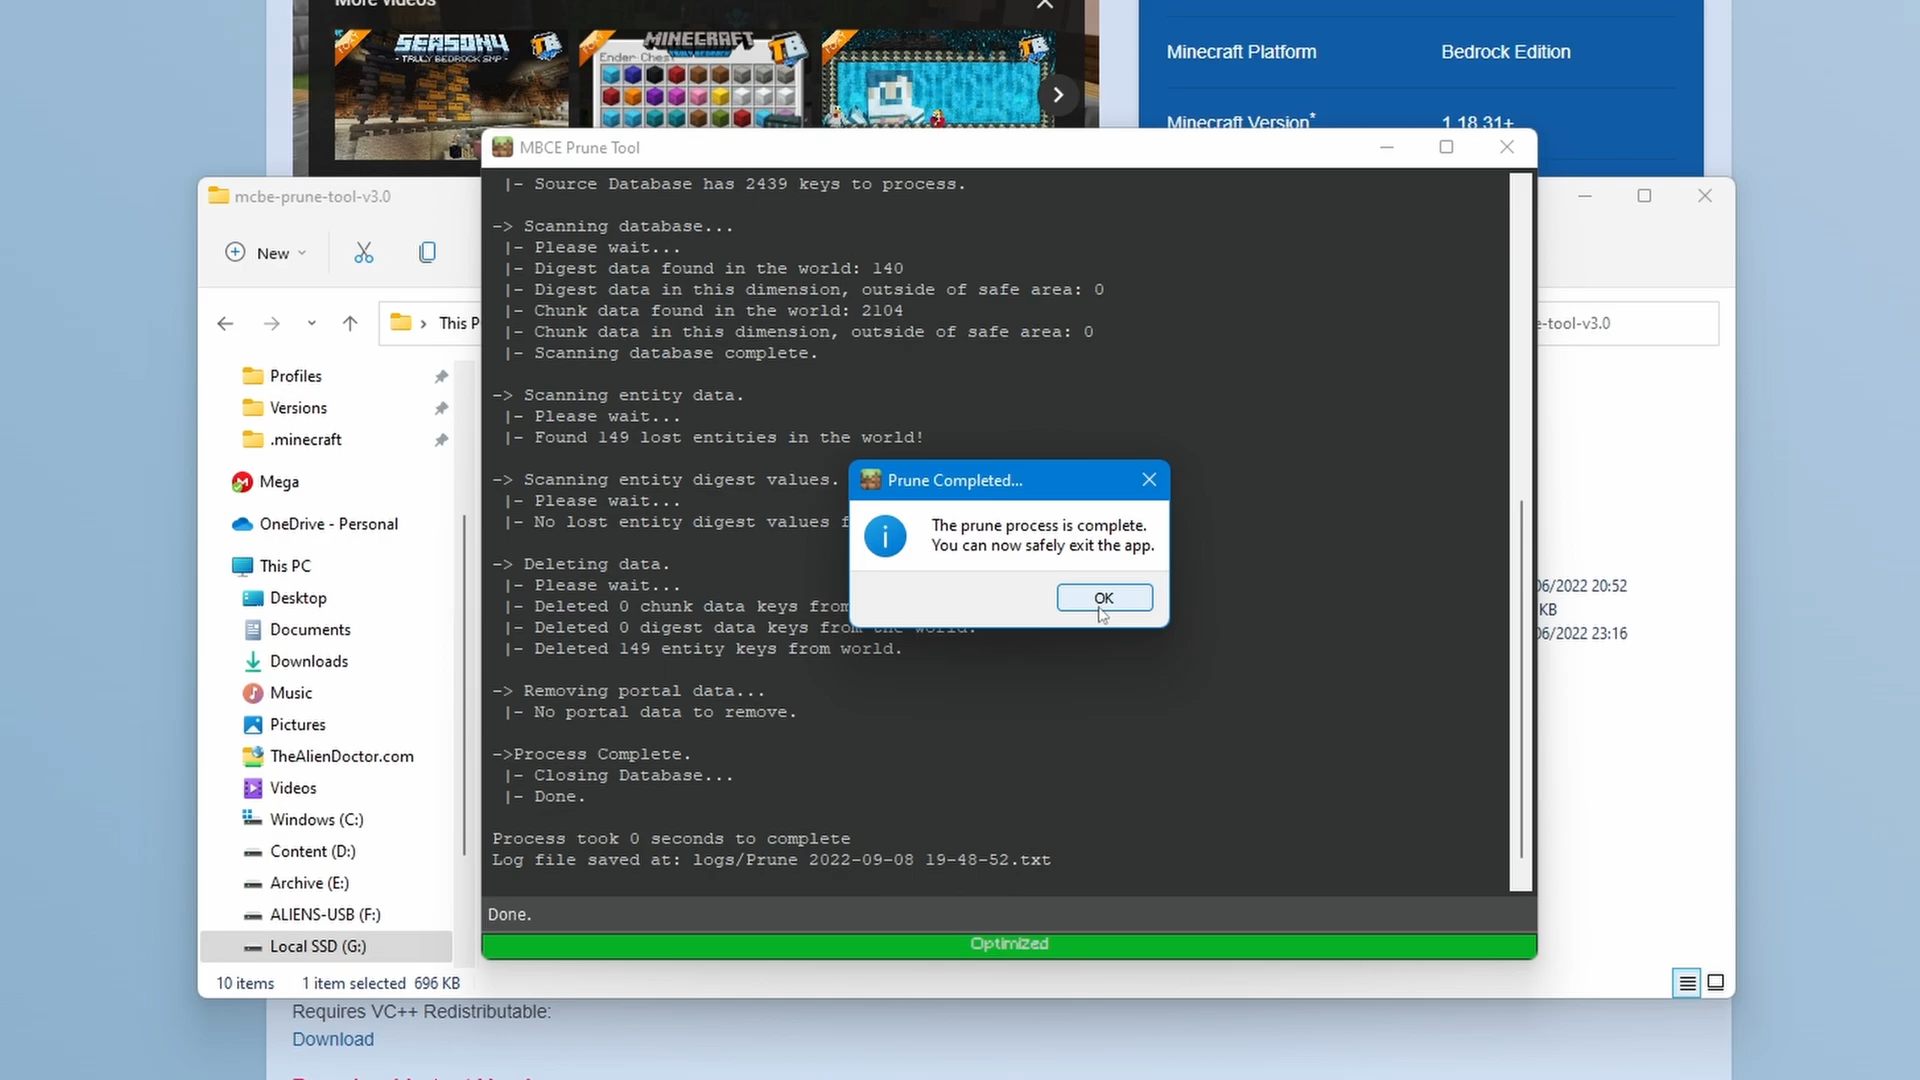 More videos
SEASON 4
- TRULY BEDROCK SMP -
TB
MINECRAFT
TB
Ender Chest
TB
Minecraft Platform
Bedrock Edition
Minecraft Version*
1.18.31+
mcbe-prune-tool-v3.0
New
This P
e-tool-v3.0
Profiles
Versions
.minecraft
Mega
OneDrive - Personal
This PC
Desktop
Documents
Downloads
Music
Pictures
TheAlienDoctor.com
Videos
Windows (C:)
Content (D:)
Archive (E:)
ALIENS-USB (F:)
Local SSD (G:)
10 items
1 item selected 696 KB
06/2022 20:52
KB
06/2022 23:16
MBCE Prune Tool
|- Source Database has 2439 keys to process.
-> Scanning database...
|- Please wait...
|- Digest data found in the world: 140
|- Digest data in this dimension, outside of safe area: 0
|- Chunk data found in the world: 2104
|- Chunk data in this dimension, outside of safe area: 0
|- Scanning database complete.
-> Scanning entity data.
|- Please wait...
|- Found 149 lost entities in the world!
-> Scanning entity digest values.
|- Please wait...
|- No lost entity digest values f
-> Deleting data.
|- Please wait...
|- Deleted 0 chunk data keys from
|- Deleted 0 digest data keys from the world.
|- Deleted 149 entity keys from world.
-> Removing portal data...
|- No portal data to remove.
->Process Complete.
|- Closing Database...
|- Done.
Process took 0 seconds to complete
Log file saved at: logs/Prune 2022-09-08 19-48-52.txt
Done.
Optimized
Prune Completed...
The prune process is complete.
You can now safely exit the app.
OK
Requires VC++ Redistributable:
Download